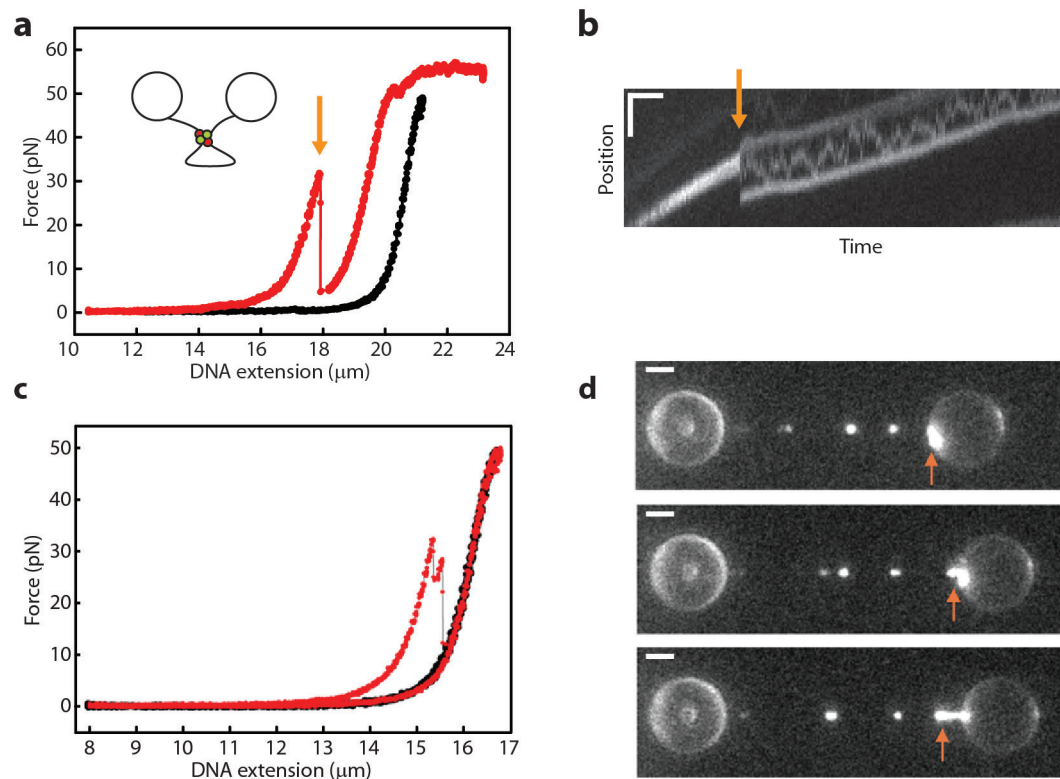 a
60
50
40
30
20
10
0
Force (pN)
10 12 14 16 18 20 22 24
DNA extension (μm)
b
Position
Time
c
50
40
30
20
10
0
Force (pN)
8 9 10 11 12 13 14 15 16 17
DNA extension (μm)
d